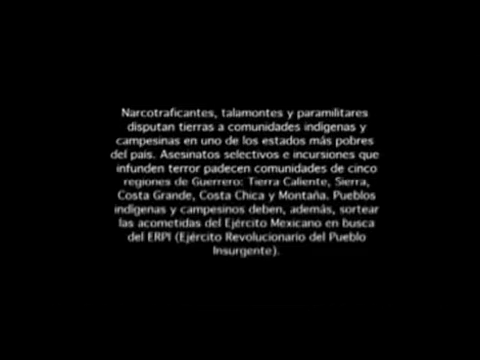 Narcotraficantes, talamontes y paramilitares
disputan tierras a comunidades indígenas y
campesinas en uno de los estados más pobres
del país. Asesinatos selectivos e incursiones que
infunden terror padecen comunidades de cinco
regiones de Guerrero: Tierra Caliente, Sierra,
Costa Grande, Costa Chica y Montaña. Pueblos
indígenas y campesinos deben, además, sortear
las acometidas del Ejército Mexicano en busca
del ERPI (Ejército Revolucionario del Pueblo
Insurgente).